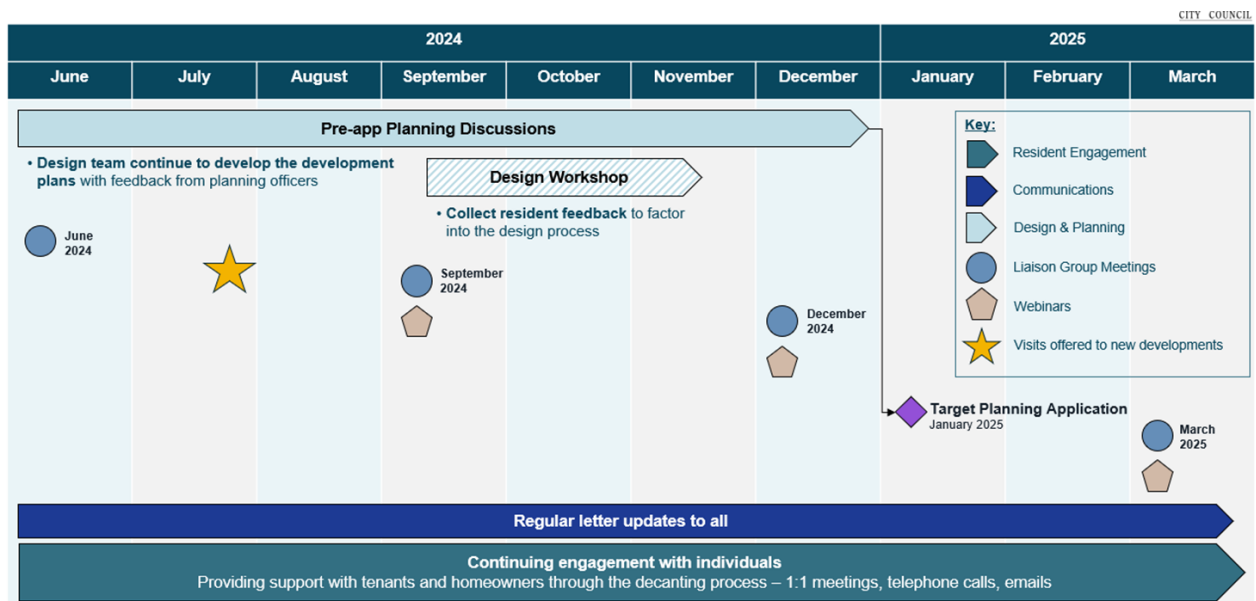 CITY COUNCIL
2024
2025
June
July
August
September
October
November
December
January
February
March
Pre-app Planning Discussions
• Design team continue to develop the development
plans with feedback from planning officers
Design Workshop
• Collect resident feedback to factor
into the design process
June
2024
September
2024
December
2024
Key:
Resident Engagement
Communications
Design & Planning
Liaison Group Meetings
Webinars
Visits offered to new developments
Target Planning Application
January 2025
March
2025
Regular letter updates to all
Continuing engagement with individuals
Providing support with tenants and homeowners through the decanting process – 1:1 meetings, telephone calls, emails